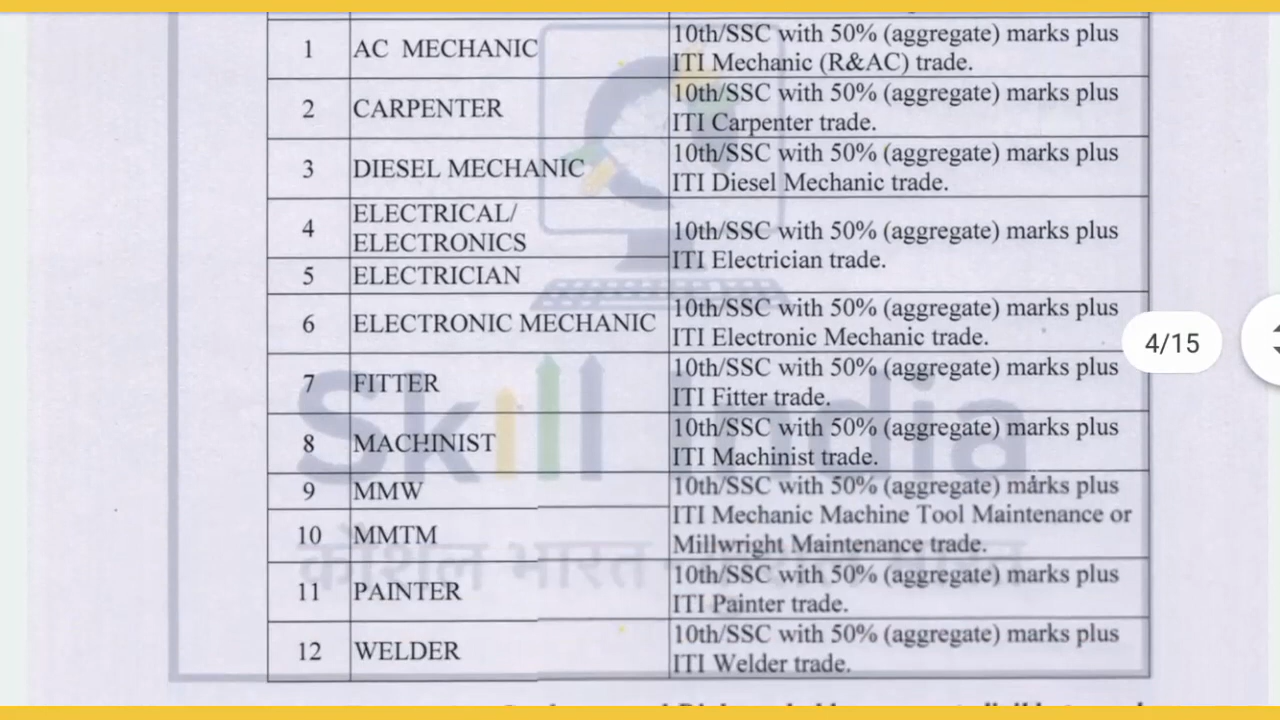 1 AC MECHANIC 10th/SSC with 50% (aggregate) marks plus
ITI Mechanic (R&AC) trade.
2 CARPENTER 10th/SSC with 50% (aggregate) marks plus
ITI Carpenter trade.
3 DIESEL MECHANIC 10th/SSC with 50% (aggregate) marks plus
ITI Diesel Mechanic trade.
4 ELECTRICAL/
ELECTRONICS
10th/SSC with 50% (aggregate) marks plus
ITI Electrician trade.
5 ELECTRICIAN
6 ELECTRONIC MECHANIC 10th/SSC with 50% (aggregate) marks plus
ITI Electronic Mechanic trade.
4/15
7 FITTER 10th/SSC with 50% (aggregate) marks plus
ITI Fitter trade.
8 MACHINIST 10th/SSC with 50% (aggregate) marks plus
ITI Machinist trade.
9 MMW
10 MMTM
10th/SSC with 50% (aggregate) marks plus
ITI Mechanic Machine Tool Maintenance or
Millwright Maintenance trade.
11 PAINTER 10th/SSC with 50% (aggregate) marks plus
ITI Painter trade.
12 WELDER 10th/SSC with 50% (aggregate) marks plus
ITI Welder trade.
Skill India
कौशल भारत